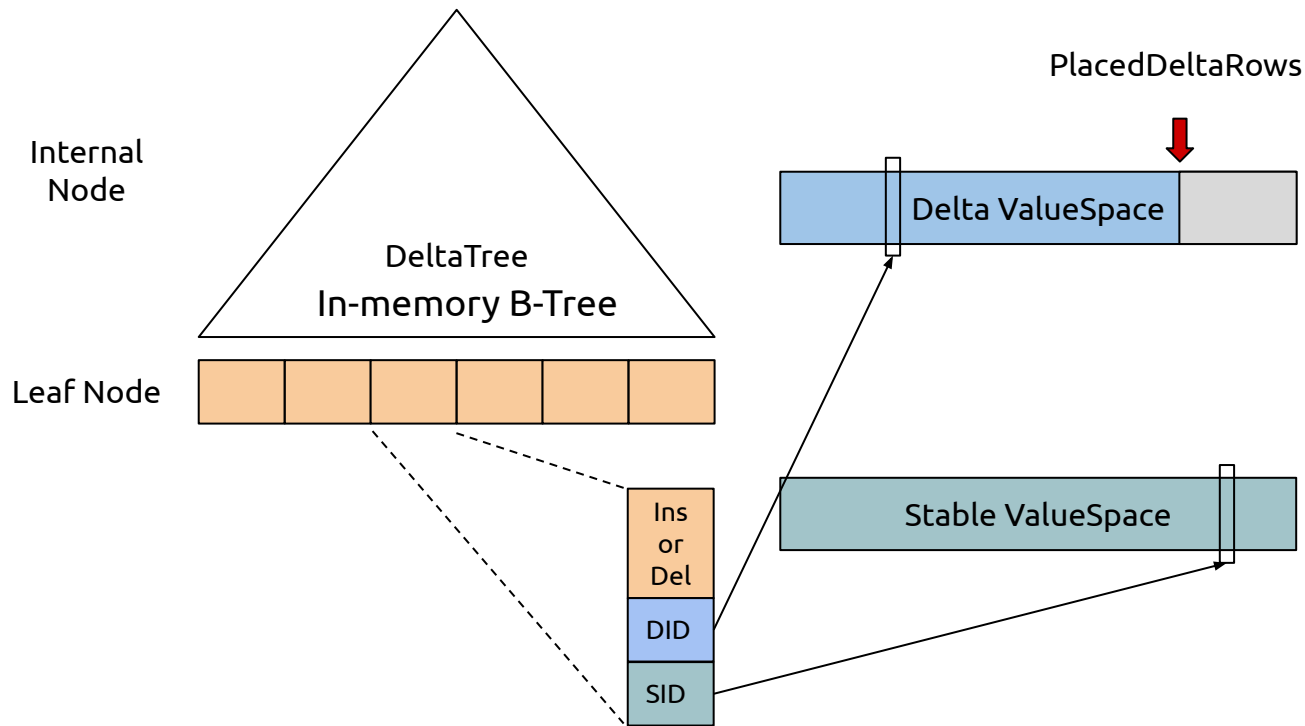 PlacedDeltaRows
Internal
Node
Delta ValueSpace
DeltaTree
In-memory B-Tree
Leaf Node
Ins
or
Del
DID
SID
Stable ValueSpace